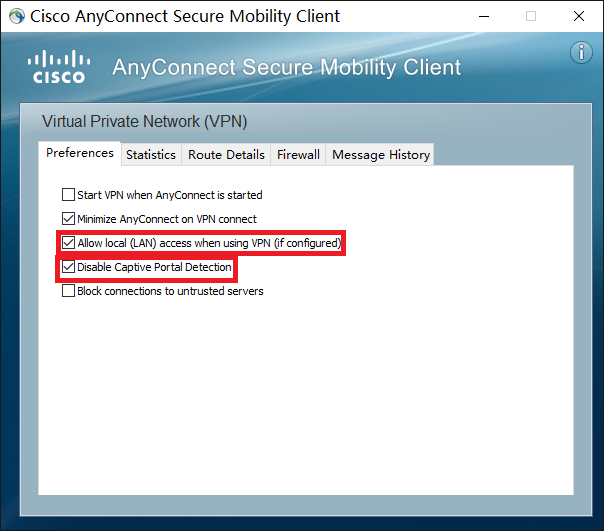 Cisco AnyConnect Secure Mobility Client
CISCO
AnyConnect Secure Mobility Client
Virtual Private Network (VPN)
Preferences Statistics Route Details Firewall Message History
Start VPN when AnyConnect is started
Minimize AnyConnect on VPN connect
Allow local (LAN) access when using VPN (if configured)
Disable Captive Portal Detection
Block connections to untrusted servers